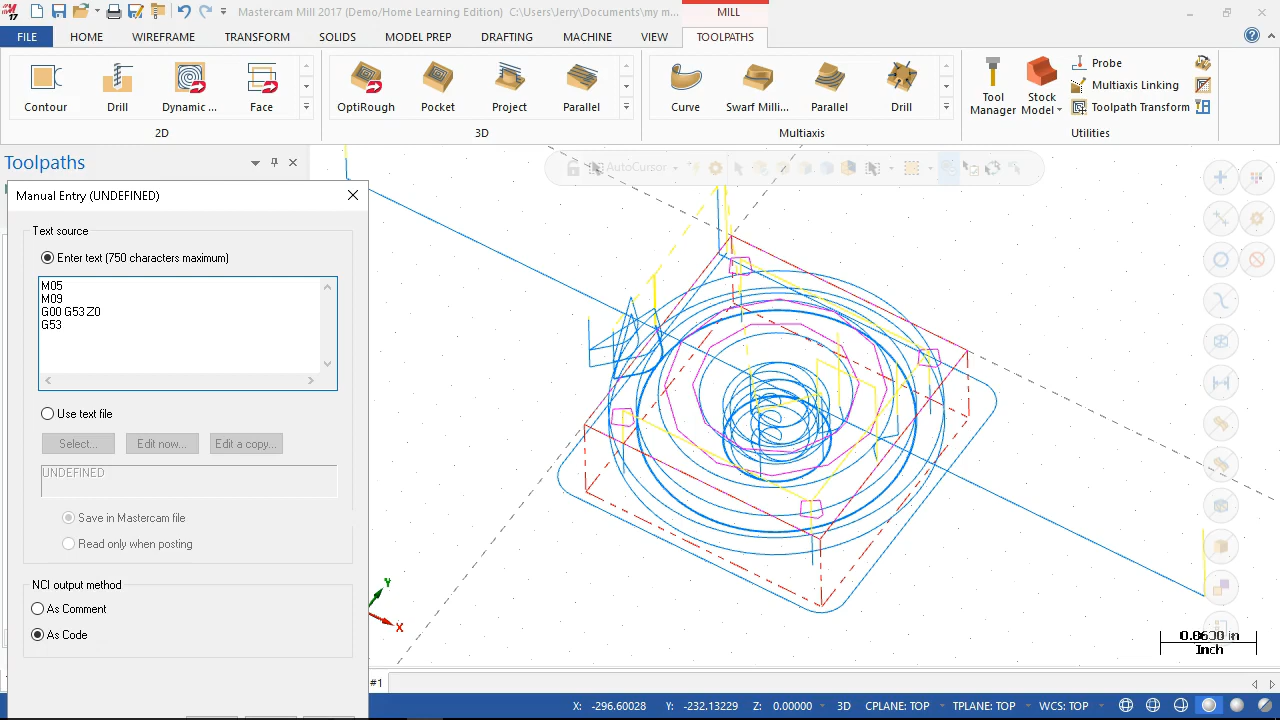 17
Mastercam Mill 2017 (Demo/Home Learning Edition) C:\Users\Jerry\Documents\my m...
MILL
FILE HOME WIREFRAME TRANSFORM SOLIDS MODEL PREP DRAFTING MACHINE VIEW TOOLPATHS
Contour Drill Dynamic ... Face
2D
OptiRough Pocket Project Parallel
3D
Curve Swarf Milli... Parallel Drill
Multiaxis
Tool Manager
Stock Model
Probe
Multiaxis Linking
Toolpath Transform
Utilities
Toolpaths
AutoCursor
Manual Entry (UNDEFINED)
Text source
Enter text (750 characters maximum)
M05
M09
G00 G53 Z0
G53
Use text file
Select... Edit now... Edit a copy...
UNDEFINED
Save in Mastercam file
Read only when posting
NCI output method
As Comment
As Code
Y
X
Inch
#1
X: -296.60028 Y: -232.13229 Z: 0.00000 3D CPLANE: TOP TPLANE: TOP WCS: TOP